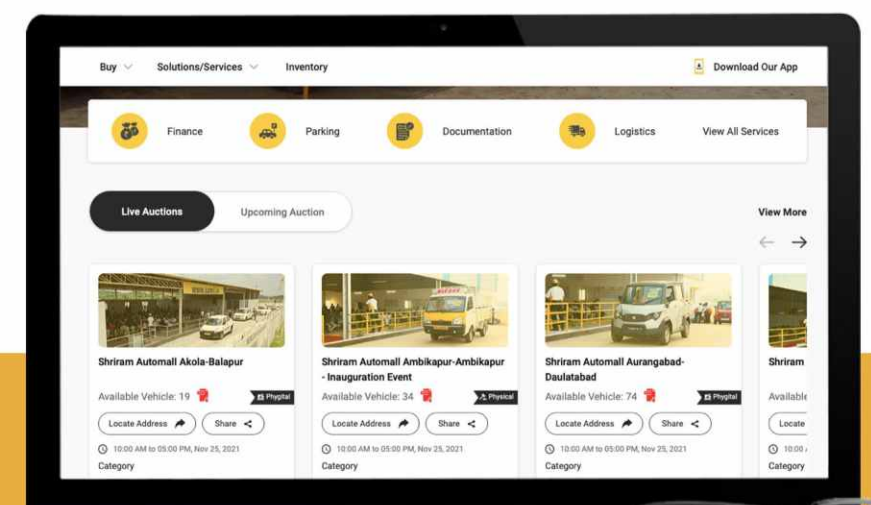 Buy Solutions/Services Inventory Download Our App
Finance Parking Documentation Logistics View All Services
Live Auctions Upcoming Auction View More
Shriram Automall Akola-Balapur
Available Vehicle: 19 Phygital
Locate Address Share
10:00 AM to 05:00 PM, Nov 25, 2021
Category
Shriram Automall Ambikapur-Ambikapur
- Inauguration Event
Available Vehicle: 34 Physical
Locate Address Share
10:00 AM to 05:00 PM, Nov 25, 2021
Category
Shriram Automall Aurangabad-
Daulatabad
Available Vehicle: 74 Phygital
Locate Address Share
10:00 AM to 05:00 PM, Nov 25, 2021
Category
Shriram
Available
Locate
10:00
Category